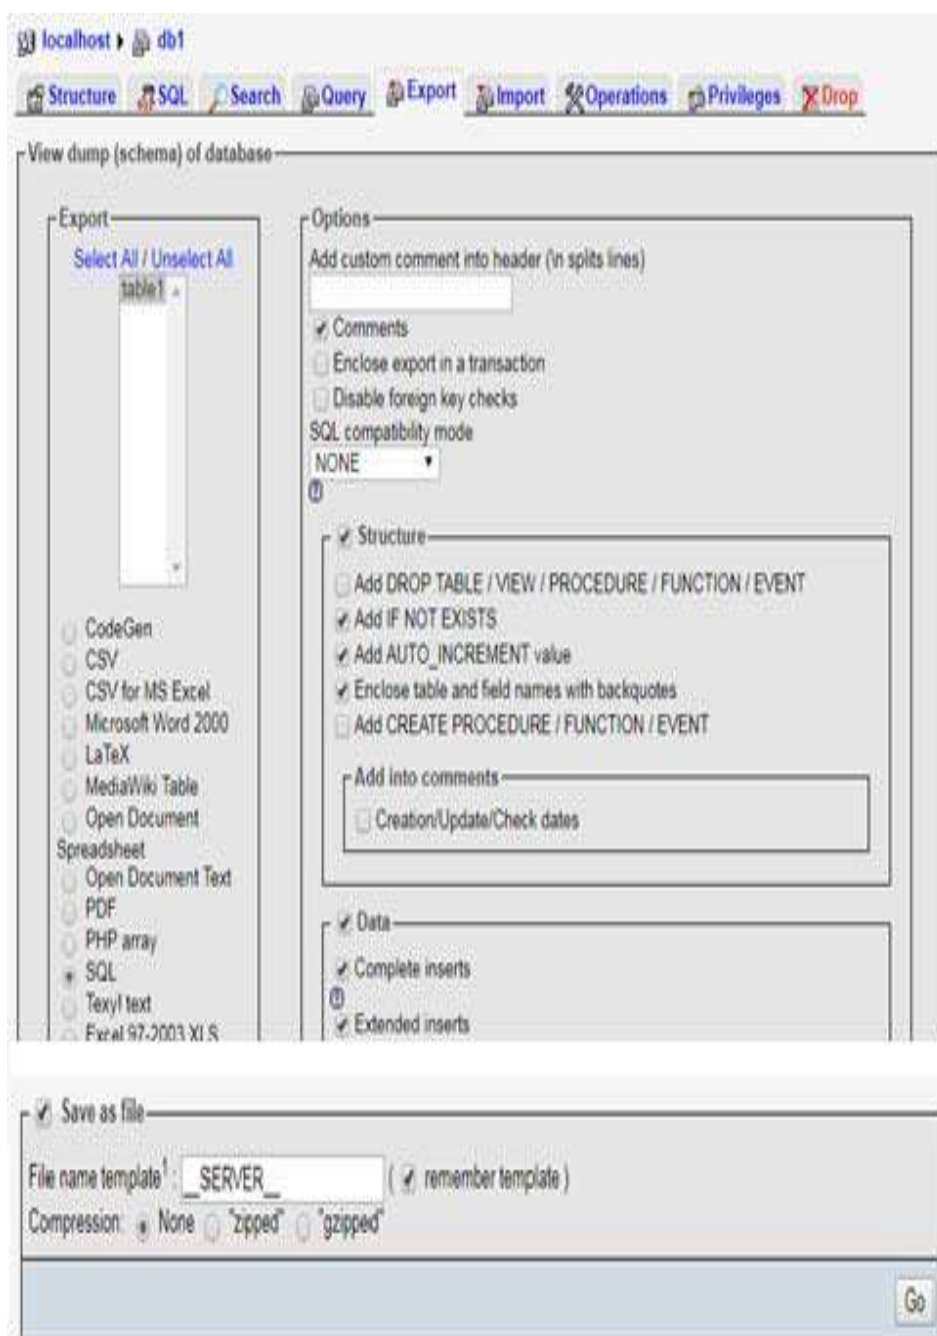 localhost db1
Structure SQL Search Query Export Import Operations Privileges Drop
View dump (schema) of database
Export
Select All / Unselect All
table1
CodeGen
CSV
CSV for MS Excel
Microsoft Word 2000
LaTeX
MediaWiki Table
Open Document
Spreadsheet
Open Document Text
PDF
PHP array
SQL
Texy! text
Excel 97-2003 XLS
Options
Add custom comment into header (\n splits lines)
Comments
Enclose export in a transaction
Disable foreign key checks
SQL compatibility mode
NONE
Structure
Add DROP TABLE / VIEW / PROCEDURE / FUNCTION / EVENT
Add IF NOT EXISTS
Add AUTO_INCREMENT value
Enclose table and field names with backquotes
Add CREATE PROCEDURE / FUNCTION / EVENT
Add into comments
Creation/Update/Check dates
Data
Complete inserts
Extended inserts
Save as file
File name template1 : __SERVER__ ( remember template )
Compression: None "zipped" "gzipped"
Go